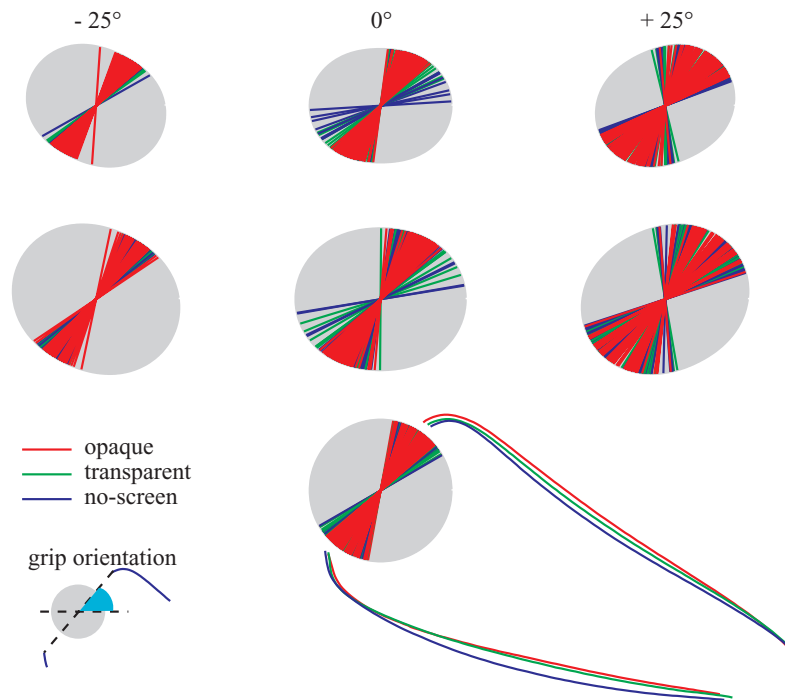 - 25°
0°
+ 25°
opaque
transparent
no-screen
grip orientation